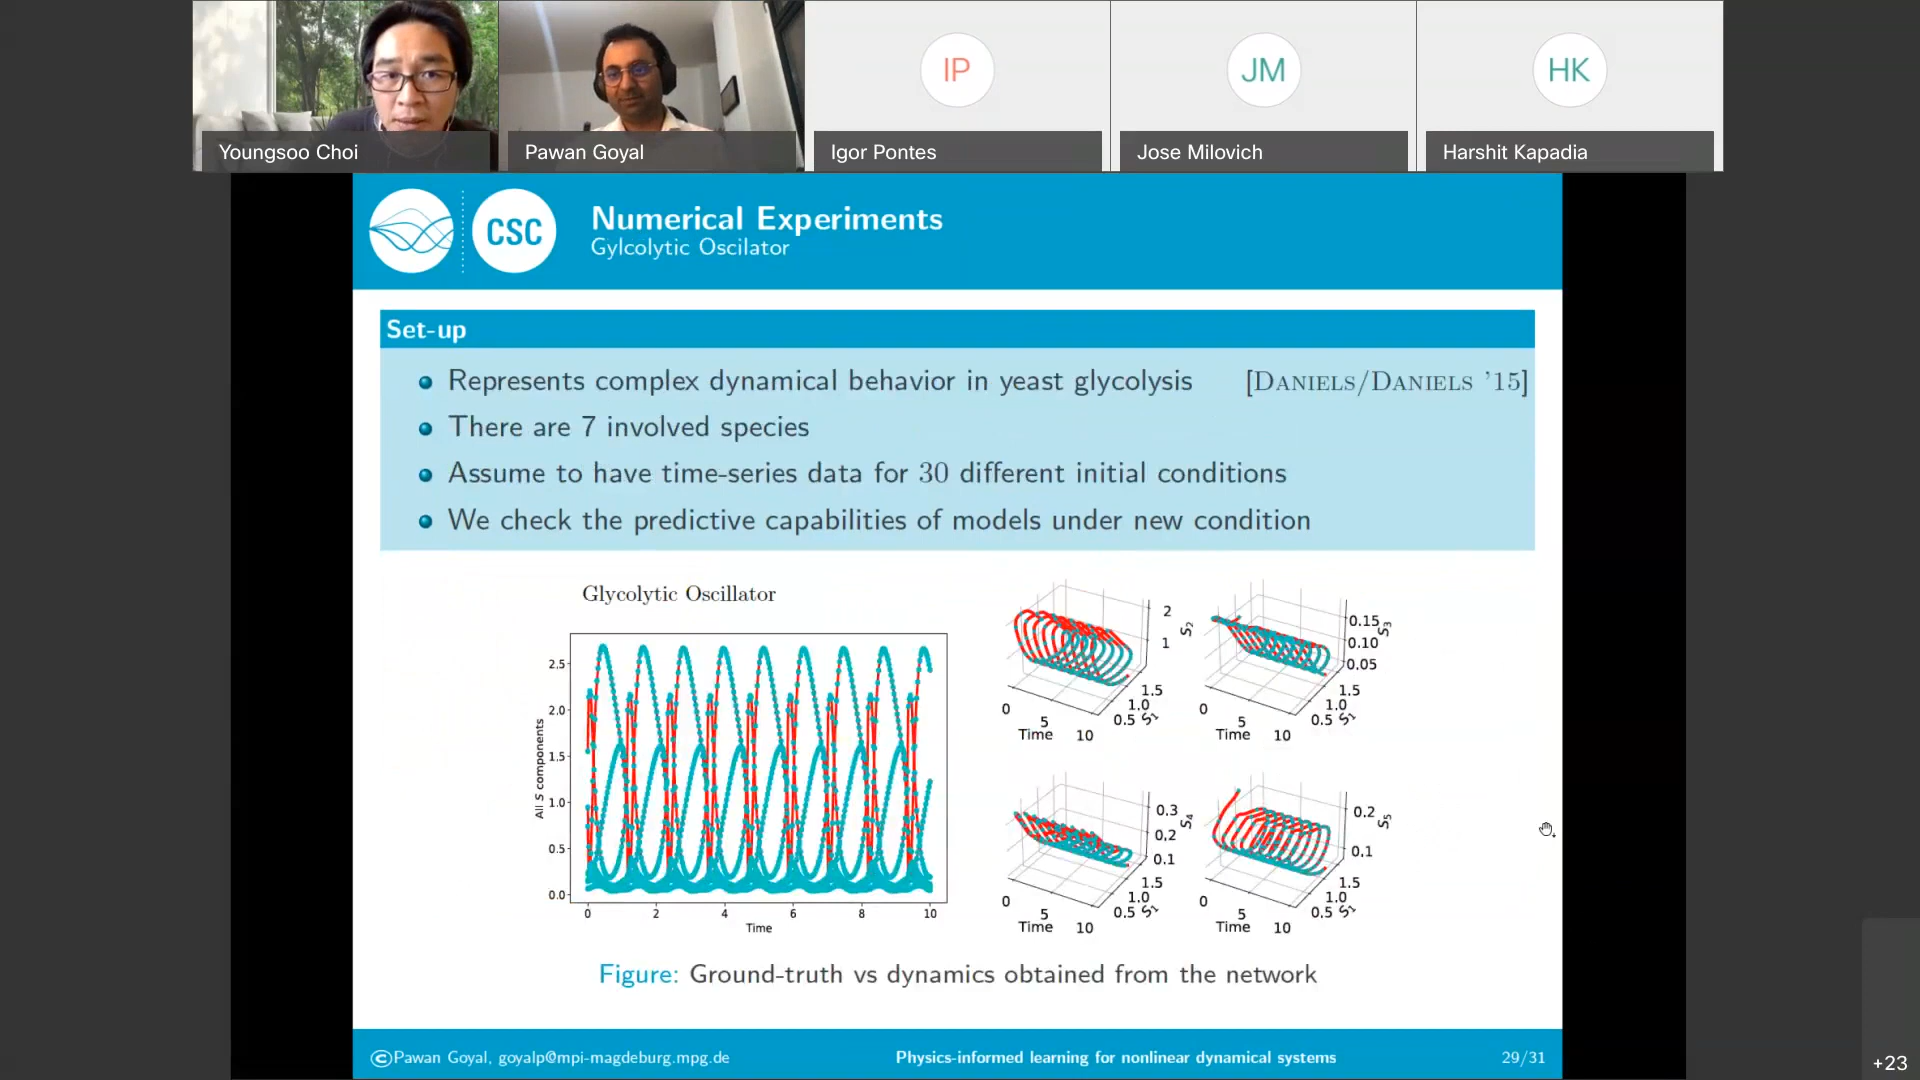 IP
JM
HK
Youngsoo Choi
Pawan Goyal
Igor Pontes
Jose Milovich
Harshit Kapadia
CSC
Numerical Experiments
Gylcolytic Oscilator
Set-up
Represents complex dynamical behavior in yeast glycolysis [DANIELS/DANIELS '15]
There are 7 involved species
Assume to have time-series data for 30 different initial conditions
We check the predictive capabilities of models under new condition
Glycolytic Oscillator
All S components
2.5
2.0
1.5
1.0
0.5
0.0
0 2 4 6 8 10
Time
2
1
S2
1.5
1.0
0.5
S1
0
5
10
Time
0.15
0.10
0.05
S3
1.5
1.0
0.5
S1
0
5
10
Time
0.3
0.2
0.1
S4
1.5
1.0
0.5
S1
0
5
10
Time
0.2
0.1
S5
1.5
1.0
0.5
S1
0
5
10
Time
Figure: Ground-truth vs dynamics obtained from the network
©Pawan Goyal, goyalp@mpi-magdeburg.mpg.de
Physics-informed learning for nonlinear dynamical systems
29/31
+23